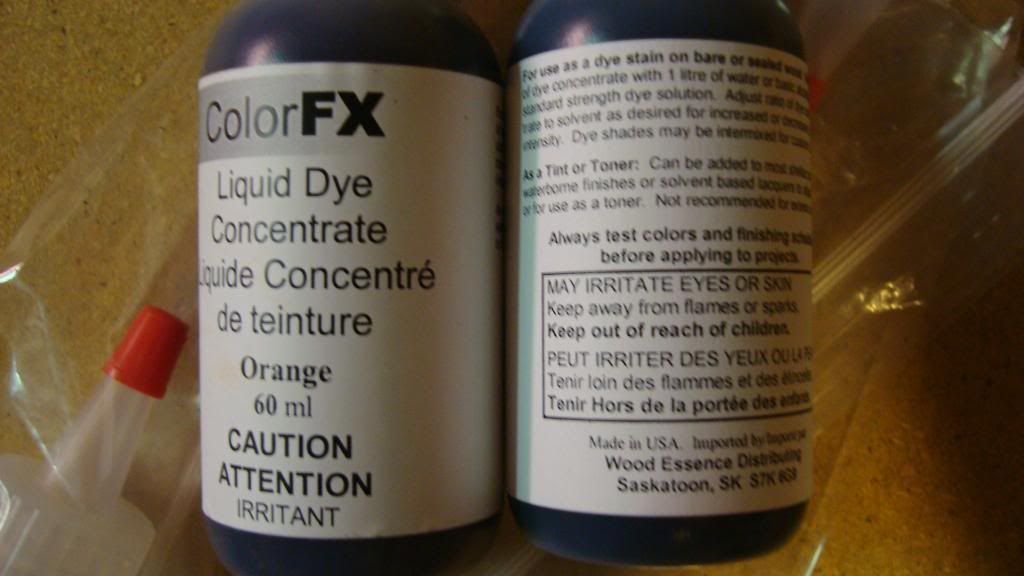 ColorFX
Liquid Dye
Concentrate
Liquide Concentré
de teinture
Orange
60 ml
CAUTION
ATTENTION
IRRITANT
For use as a dye stain on bare or sealed wood
of dye concentrate with 1 litre of water or
standard strength dye solution. Adjust ratio of
trate to solvent as desired for increased or
intensity. Dye shades may be intermixed for
As a Tint or Toner: Can be added to most
waterborne finishes or solvent based lacquers
or for use as a toner. Not recommended for
Always test colors and finishing
before applying to projects.
MAY IRRITATE EYES OR SKIN
Keep away from flames or sparks.
Keep out of reach of children.
PEUT IRRITER DES YEUX OU LA
Tenir loin des flammes et des
Tenir Hors de la portée des enfants
Made in USA. Imported by
Wood Essence Distributing
Saskatoon, SK S7K 6G9